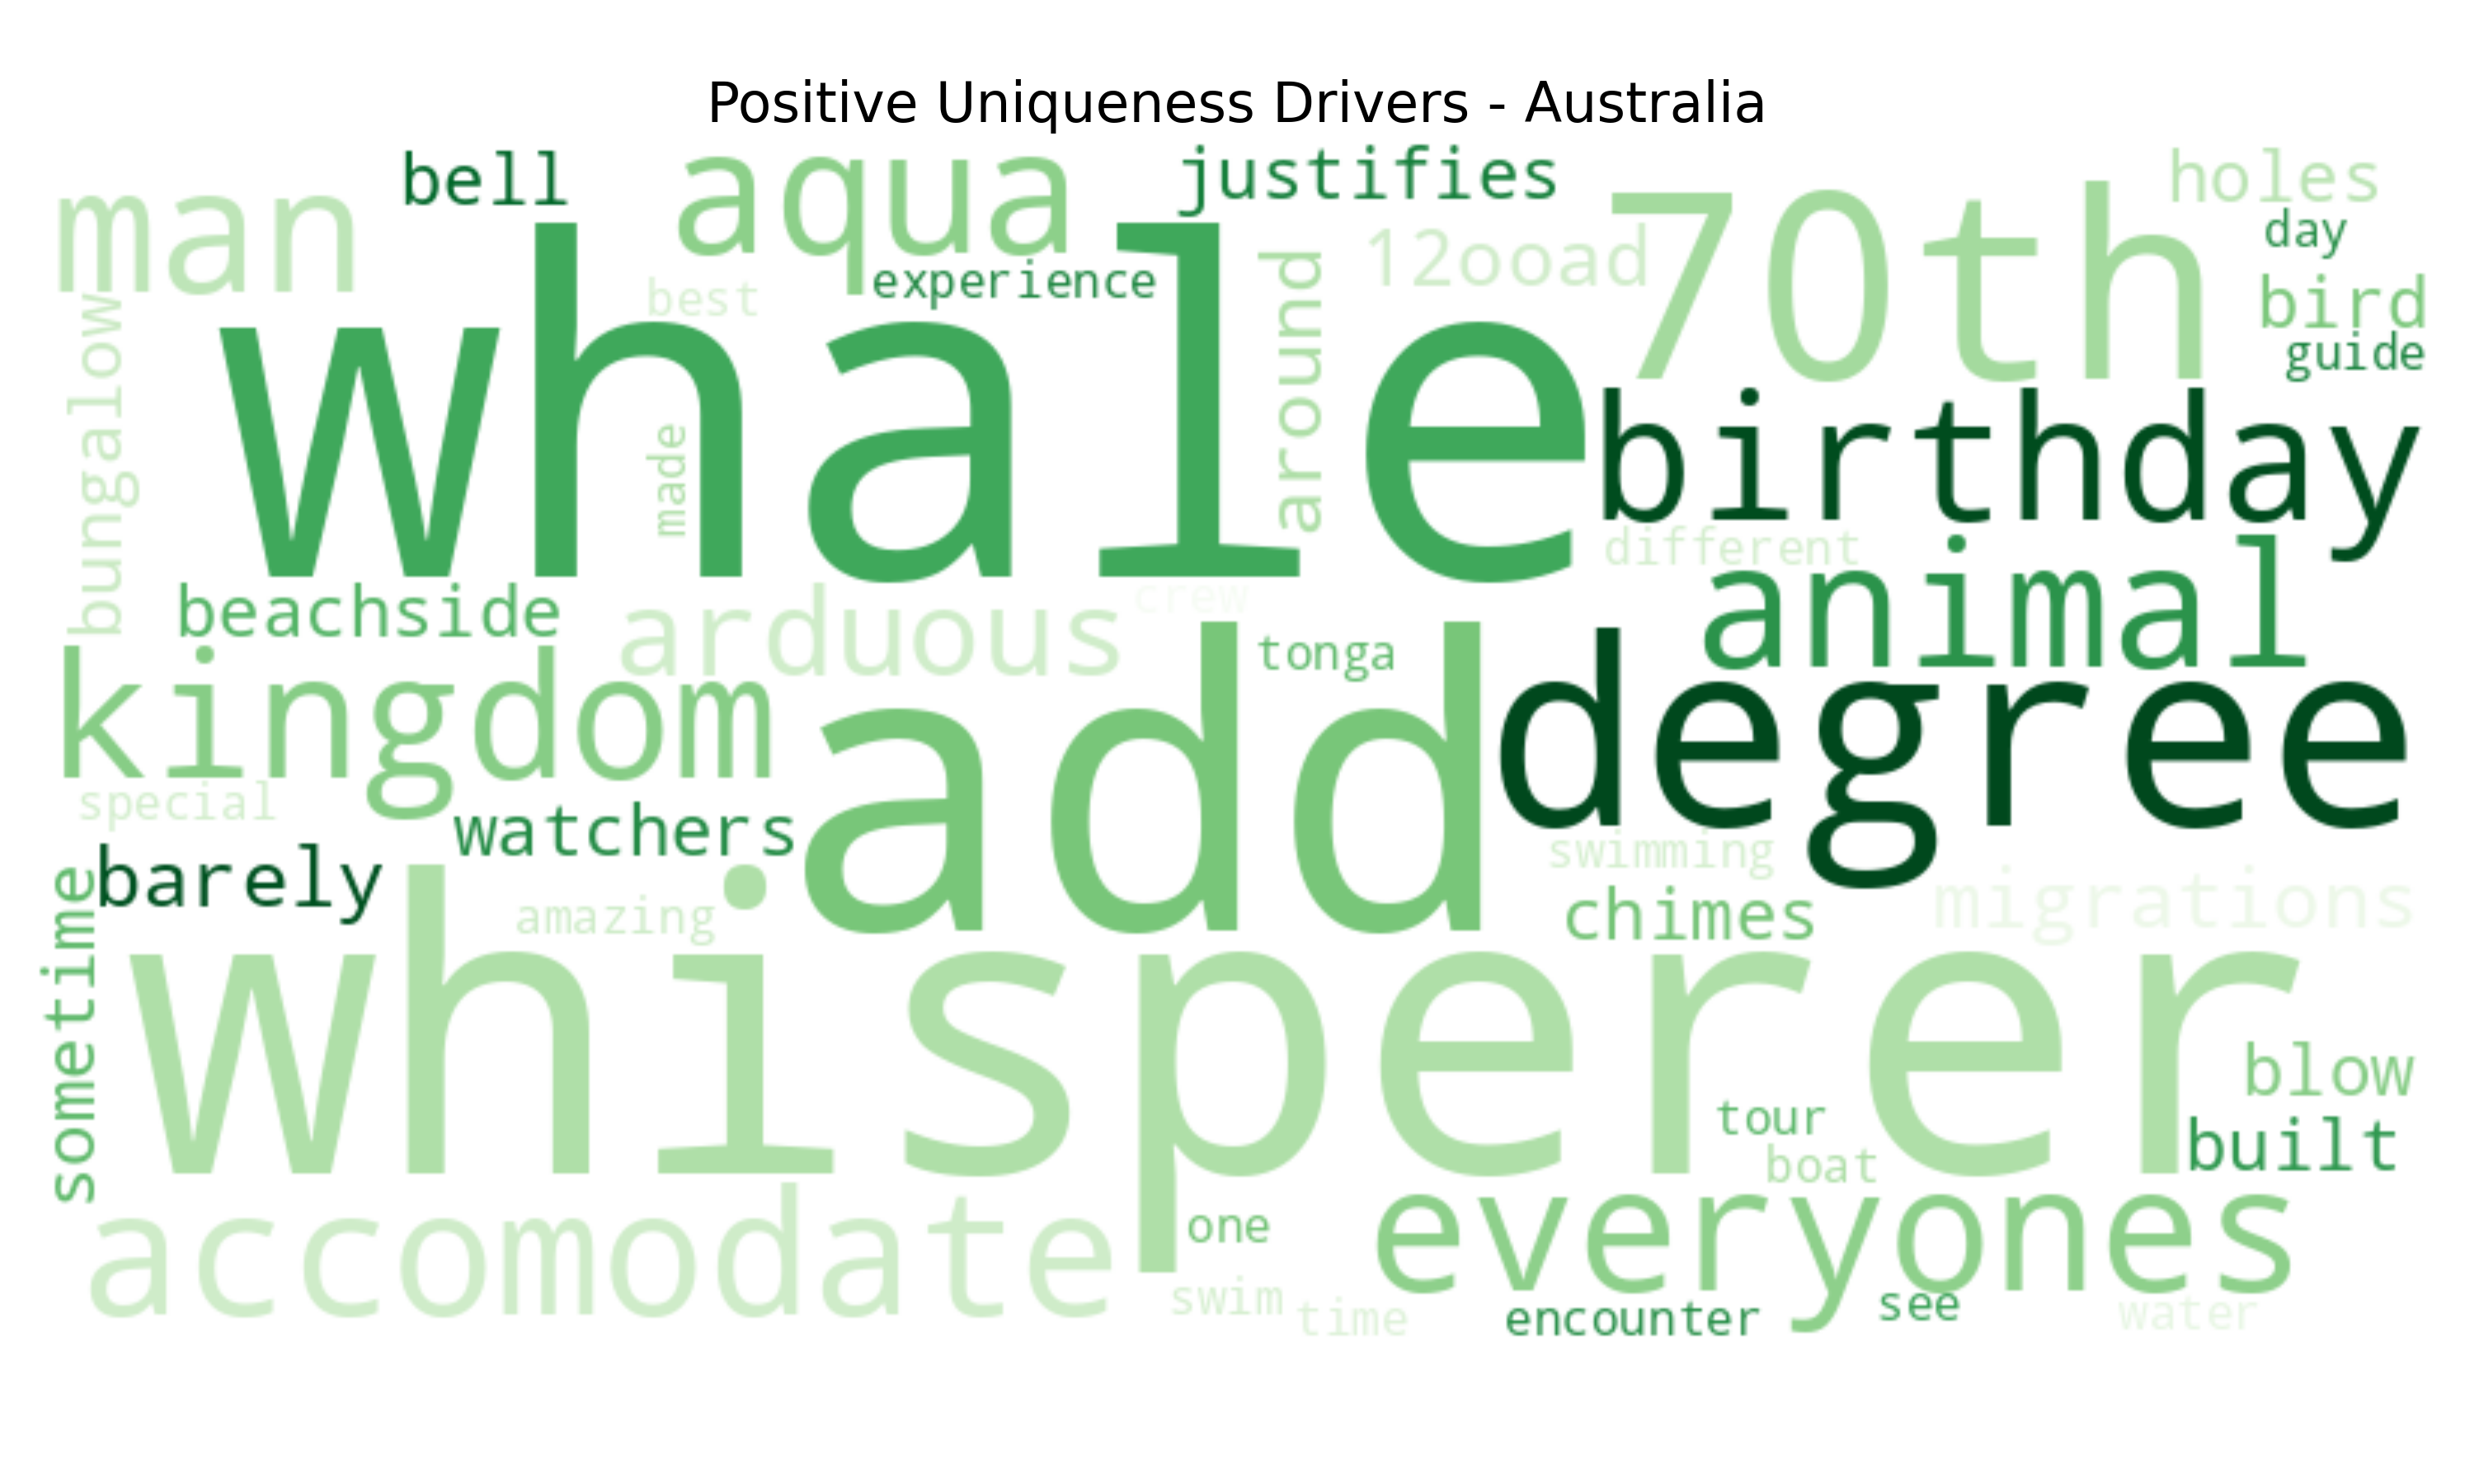 Positive Uniqueness Drivers - Australia
man
bell
aqua
justifies
70th
holes
day
bird
guide
bungalow
best
experience
around
12ooad
whale
made
birthday
different
animal
beachside
arduous
crew
tonga
kingdom
add
degree
special
watchers
barely
sometime
amazing
swimming
chimes
migrations
whisperer
blow
tour
boat
built
accomodate
one
everyones
swim
time
encounter
see
water